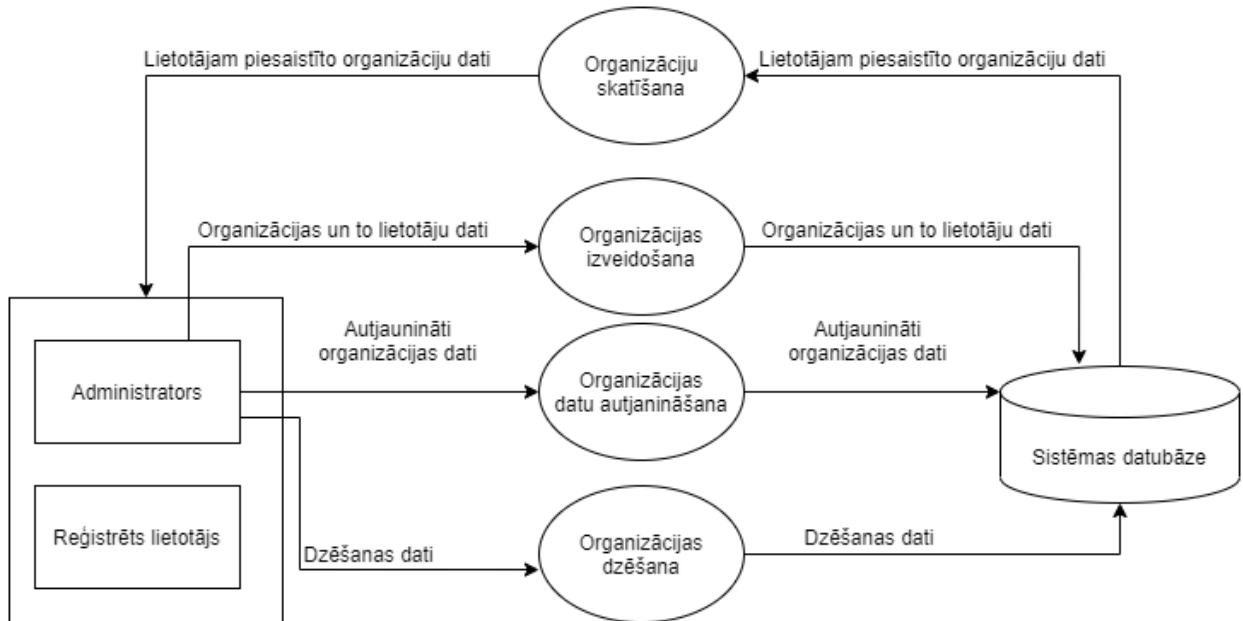 Lietotājam piesaistīto organizāciju dati
Organizāciju
skatīšana
Lietotājam piesaistīto organizāciju dati
Organizācijas un to lietotāju dati
Organizācijas
izveidošana
Organizācijas un to lietotāju dati
Autjaunināti
organizācijas dati
Autjaunināti
organizācijas dati
Administrators
Organizācijas
datu autjanināšana
Sistēmas datubāze
Reģistrēts lietotājs
Dzēšanas dati
Organizācijas
dzēšana
Dzēšanas dati